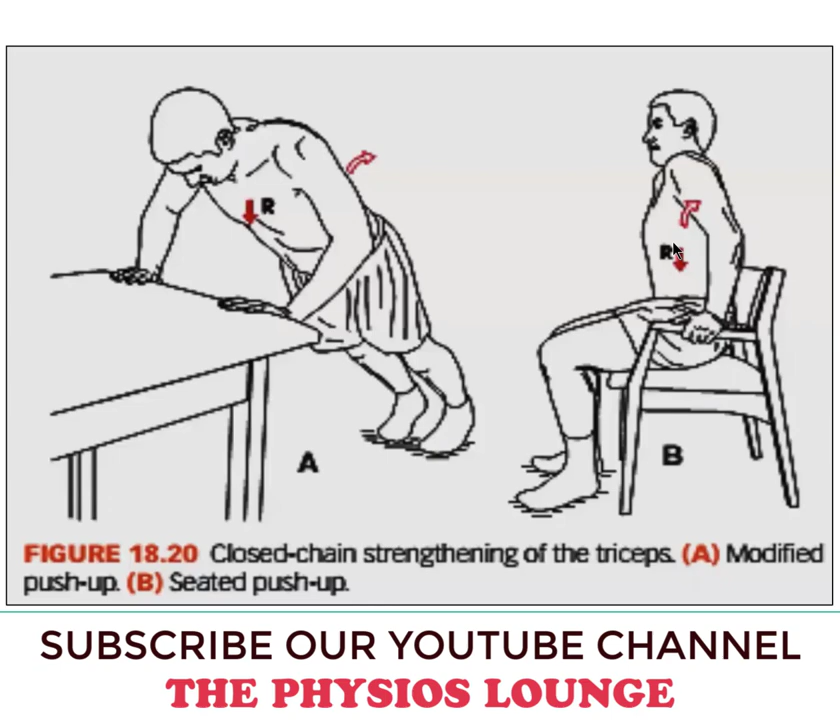 R
R
A
B
FIGURE 18.20 Closed-chain strengthening of the triceps. (A) Modified
push-up. (B) Seated push-up.
SUBSCRIBE OUR YOUTUBE CHANNEL
THE PHYSIOS LOUNGE